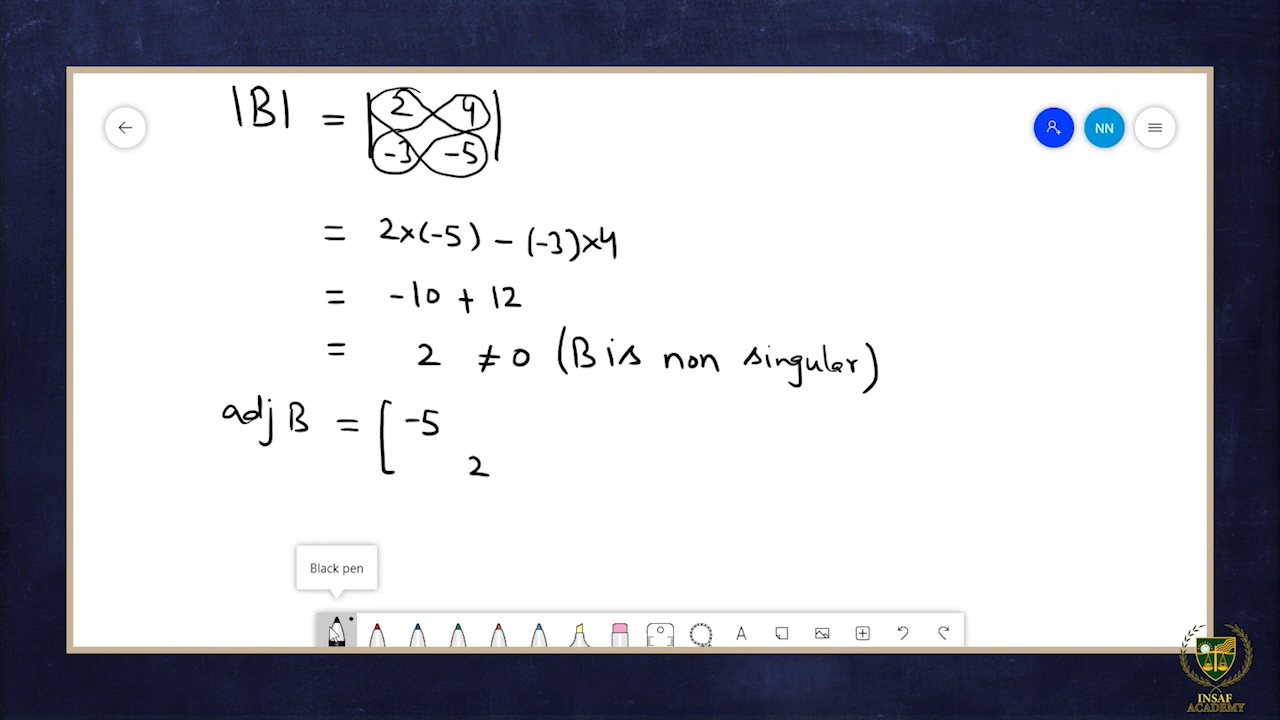 |B| = | 2 4
-3 -5 |
= 2×(-5) - (-3)×4
= -10 + 12
= 2 ≠ 0 (B is non singular)
adj B = [ -5
2
NN
Black pen
A
INSAF
ACADEMY